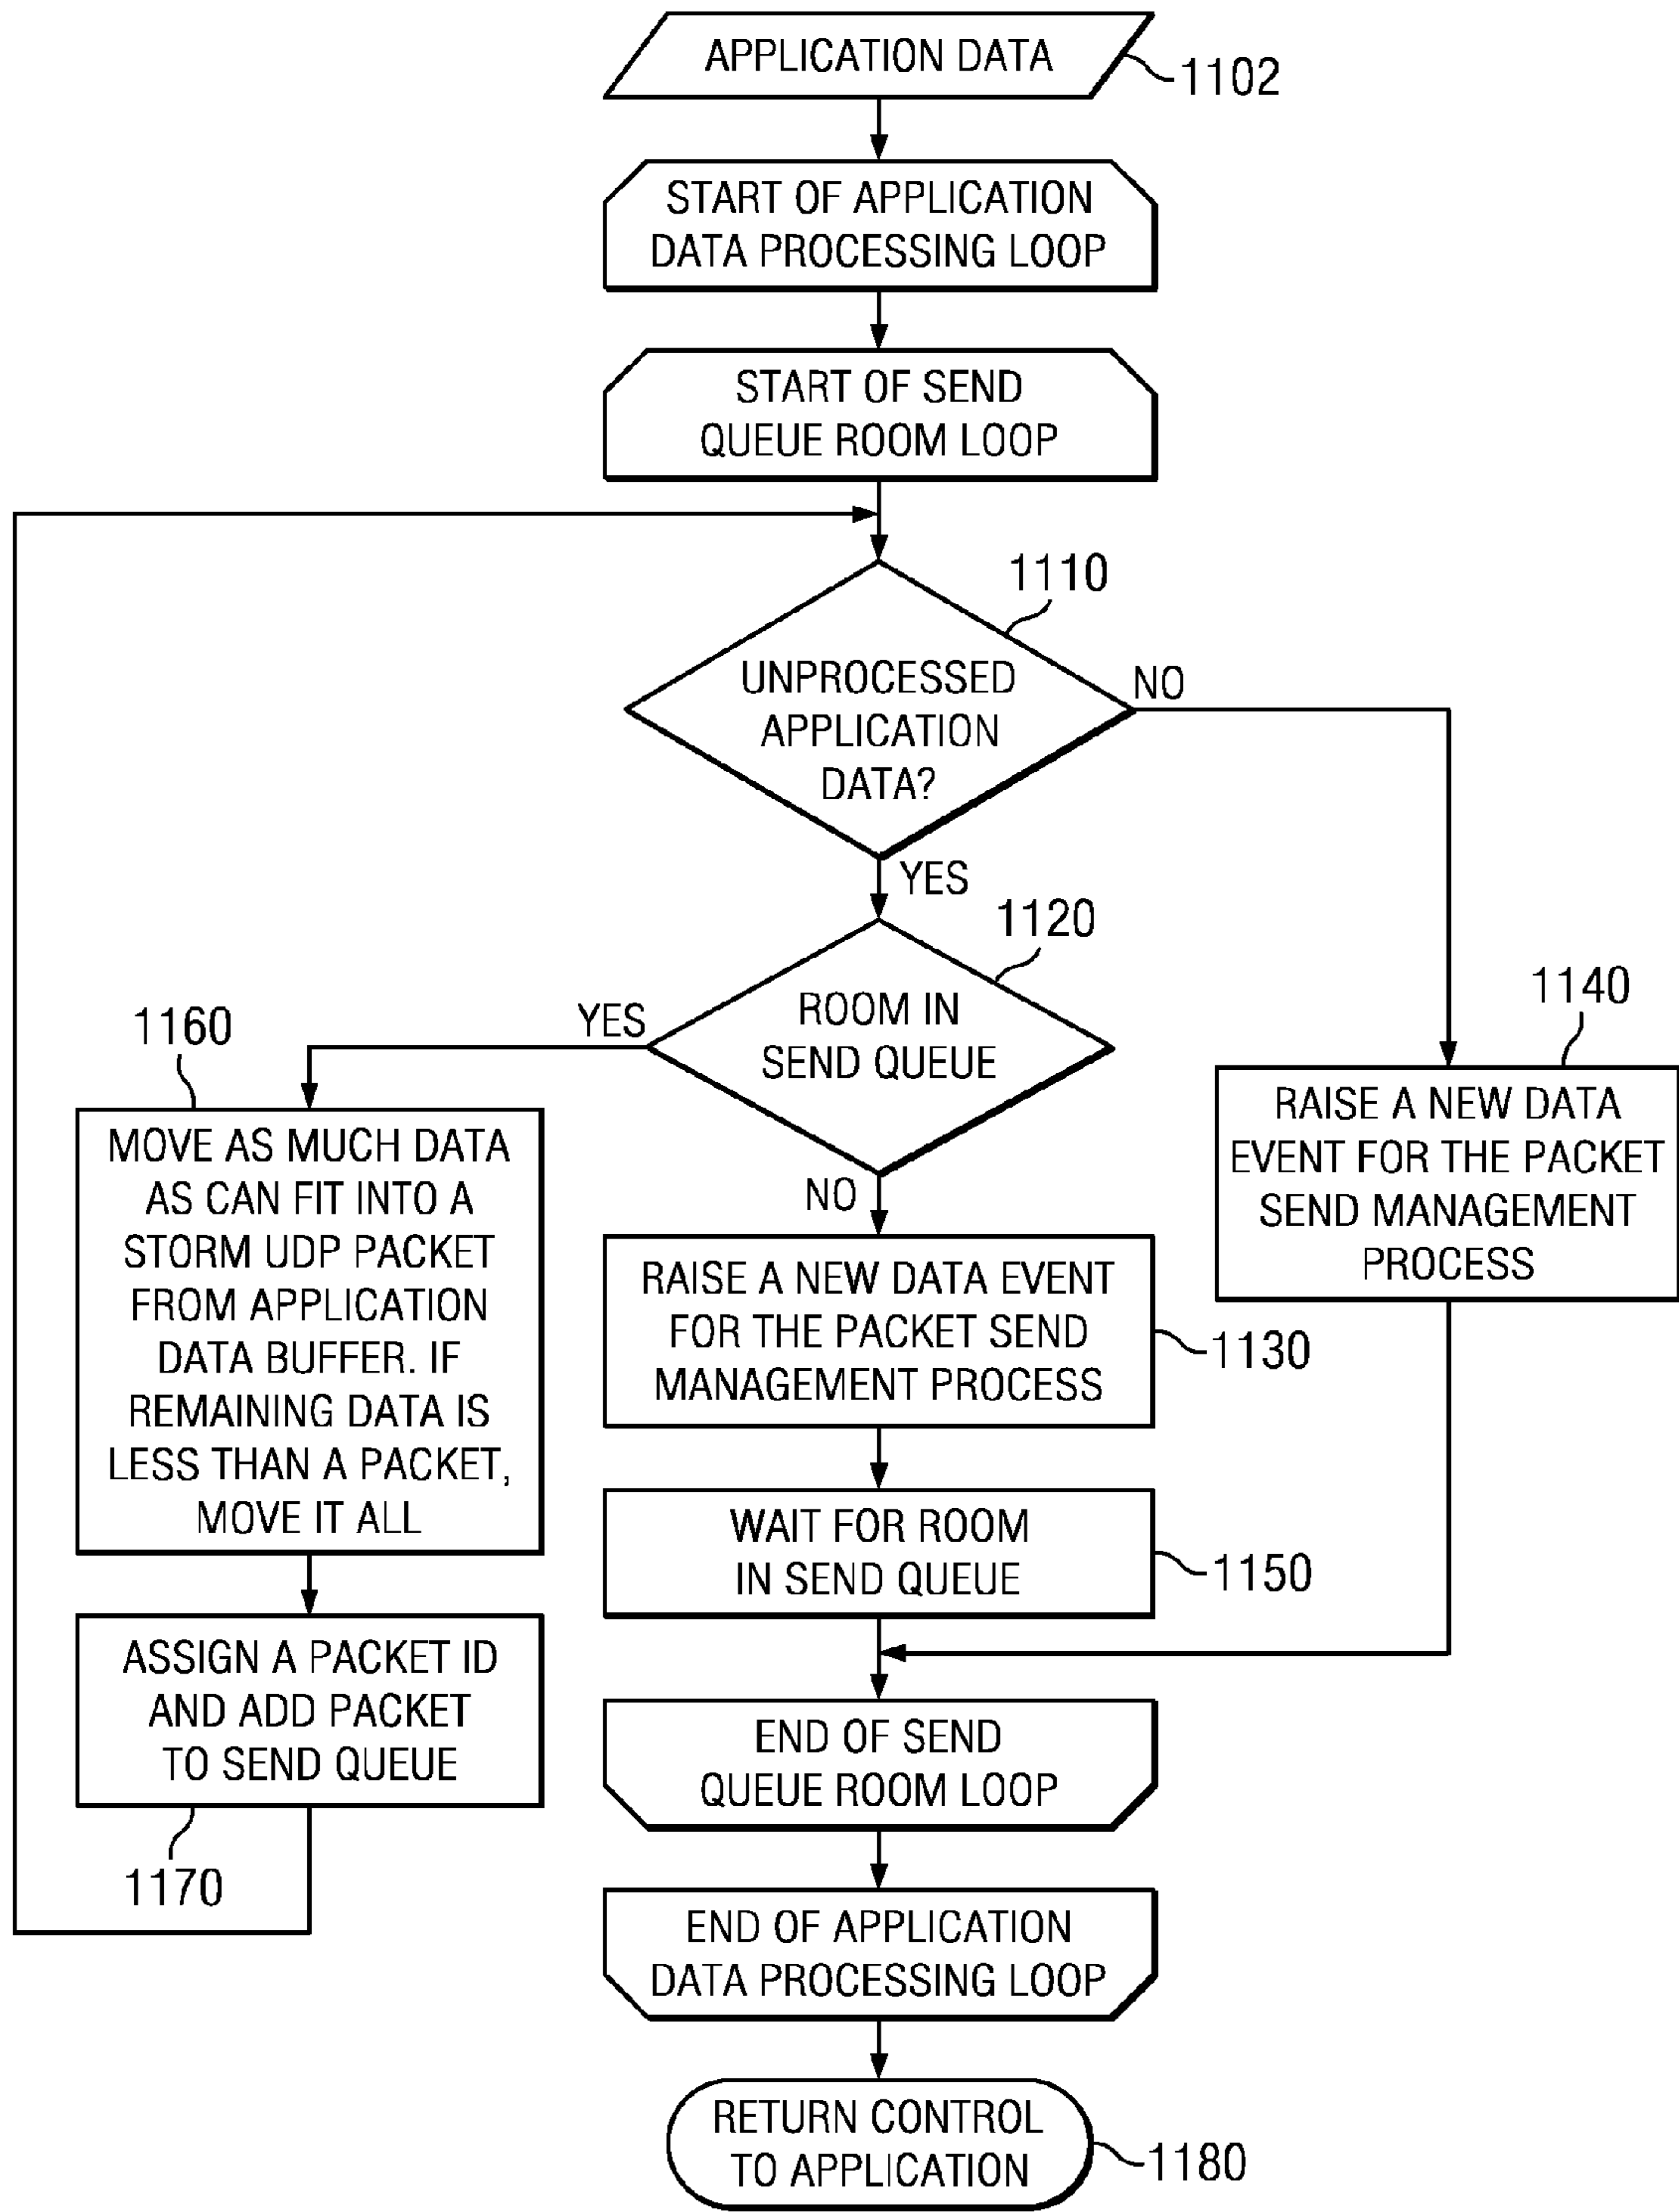 APPLICATION DATA
1102
START OF APPLICATION
DATA PROCESSING LOOP
START OF SEND
QUEUE ROOM LOOP
1110
UNPROCESSED
APPLICATION
DATA?
NO
YES
1120
ROOM IN
SEND QUEUE
YES
NO
1160
MOVE AS MUCH DATA
AS CAN FIT INTO A
STORM UDP PACKET
FROM APPLICATION
DATA BUFFER. IF
REMAINING DATA IS
LESS THAN A PACKET,
MOVE IT ALL
1140
RAISE A NEW DATA
EVENT FOR THE PACKET
SEND MANAGEMENT
PROCESS
RAISE A NEW DATA EVENT
FOR THE PACKET SEND
MANAGEMENT PROCESS
1130
WAIT FOR ROOM
IN SEND QUEUE
1150
ASSIGN A PACKET ID
AND ADD PACKET
TO SEND QUEUE
1170
END OF SEND
QUEUE ROOM LOOP
END OF APPLICATION
DATA PROCESSING LOOP
RETURN CONTROL
TO APPLICATION
1180